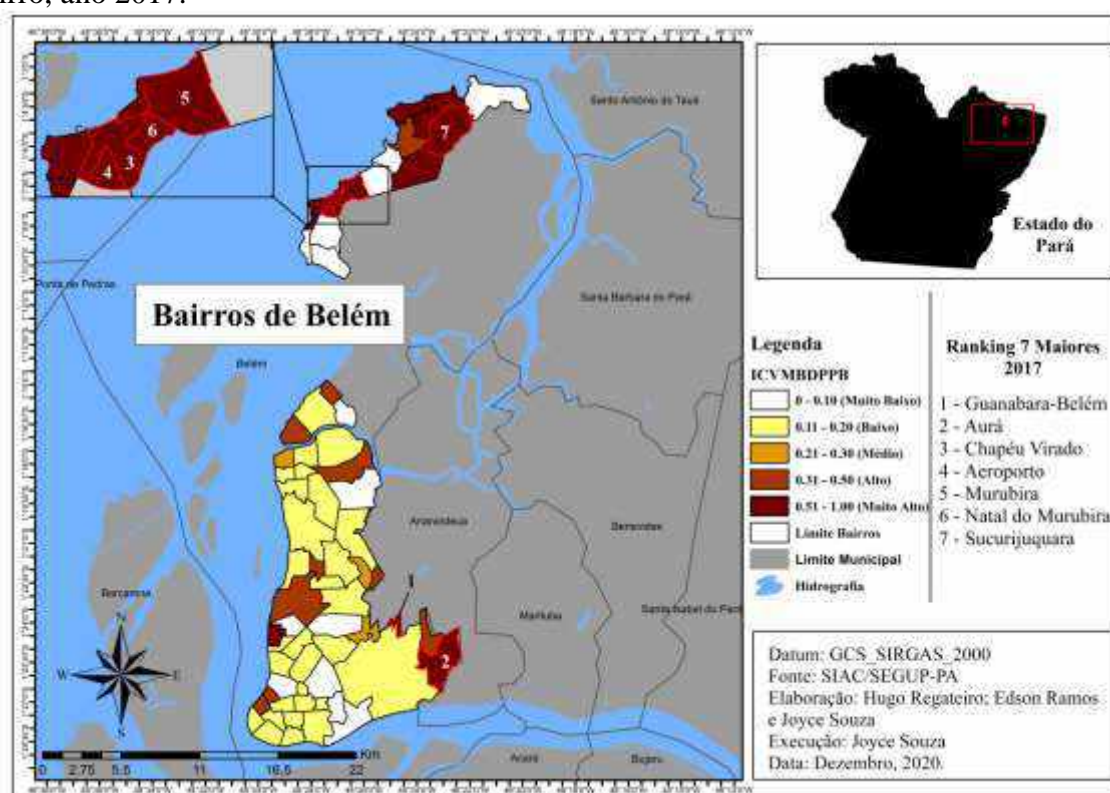 ano 2017.
5
6
3
4
7
Santo Antônio do Tauá
Estado do
Pará
Ponta de Pedras
Santa Bárbara do Pará
Bairros de Belém
Belém
Legenda
ICVMBDPPB
0 - 0.10 (Muito Baixo)
0.11 - 0.20 (Baixo)
0.21 - 0.30 (Médio)
0.31 - 0.50 (Alto)
0.51 - 1.00 (Muito Alto)
Limite Bairros
Limite Municipal
Hidrografia
Ranking 7 Maiores
2017
1 - Guanabara-Belém
2 - Aurá
3 - Chapéu Virado
4 - Aeroporto
5 - Murubira
6 - Natal do Murubira
7 - Sucurijuquara
Ananindeua
Benevides
Barcarena
1
Marituba
Santa Isabel do Pará
2
N
W
E
S
Km
0 2.75 5.5 11 16.5 22
Acará
Bujaru
Datum: GCS_SIRGAS_2000
Fonte: SIAC/SEGUP-PA
Elaboração: Hugo Regateiro; Edson Ramos
e Joyce Souza
Execução: Joyce Souza
Data: Dezembro, 2020.